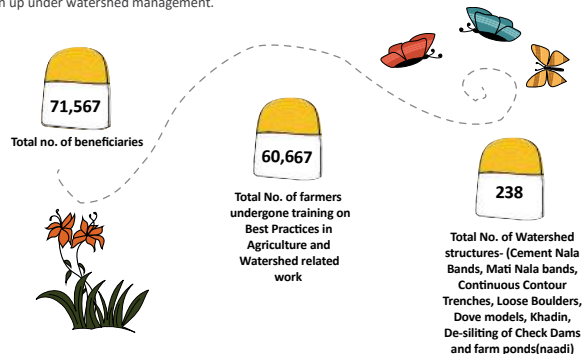 up under watershed management.
71,567
Total no. of beneficiaries
60,667
Total No. of farmers
undergone training on
Best Practices in
Agriculture and
Watershed related
work
238
Total No. of Watershed
structures- (Cement Nala
Bands, Mati Nala bands,
Continuous Contour
Trenches, Loose Boulders,
Dove models, Khadin,
De-siliting of Check Dams
and farm ponds(naadi)